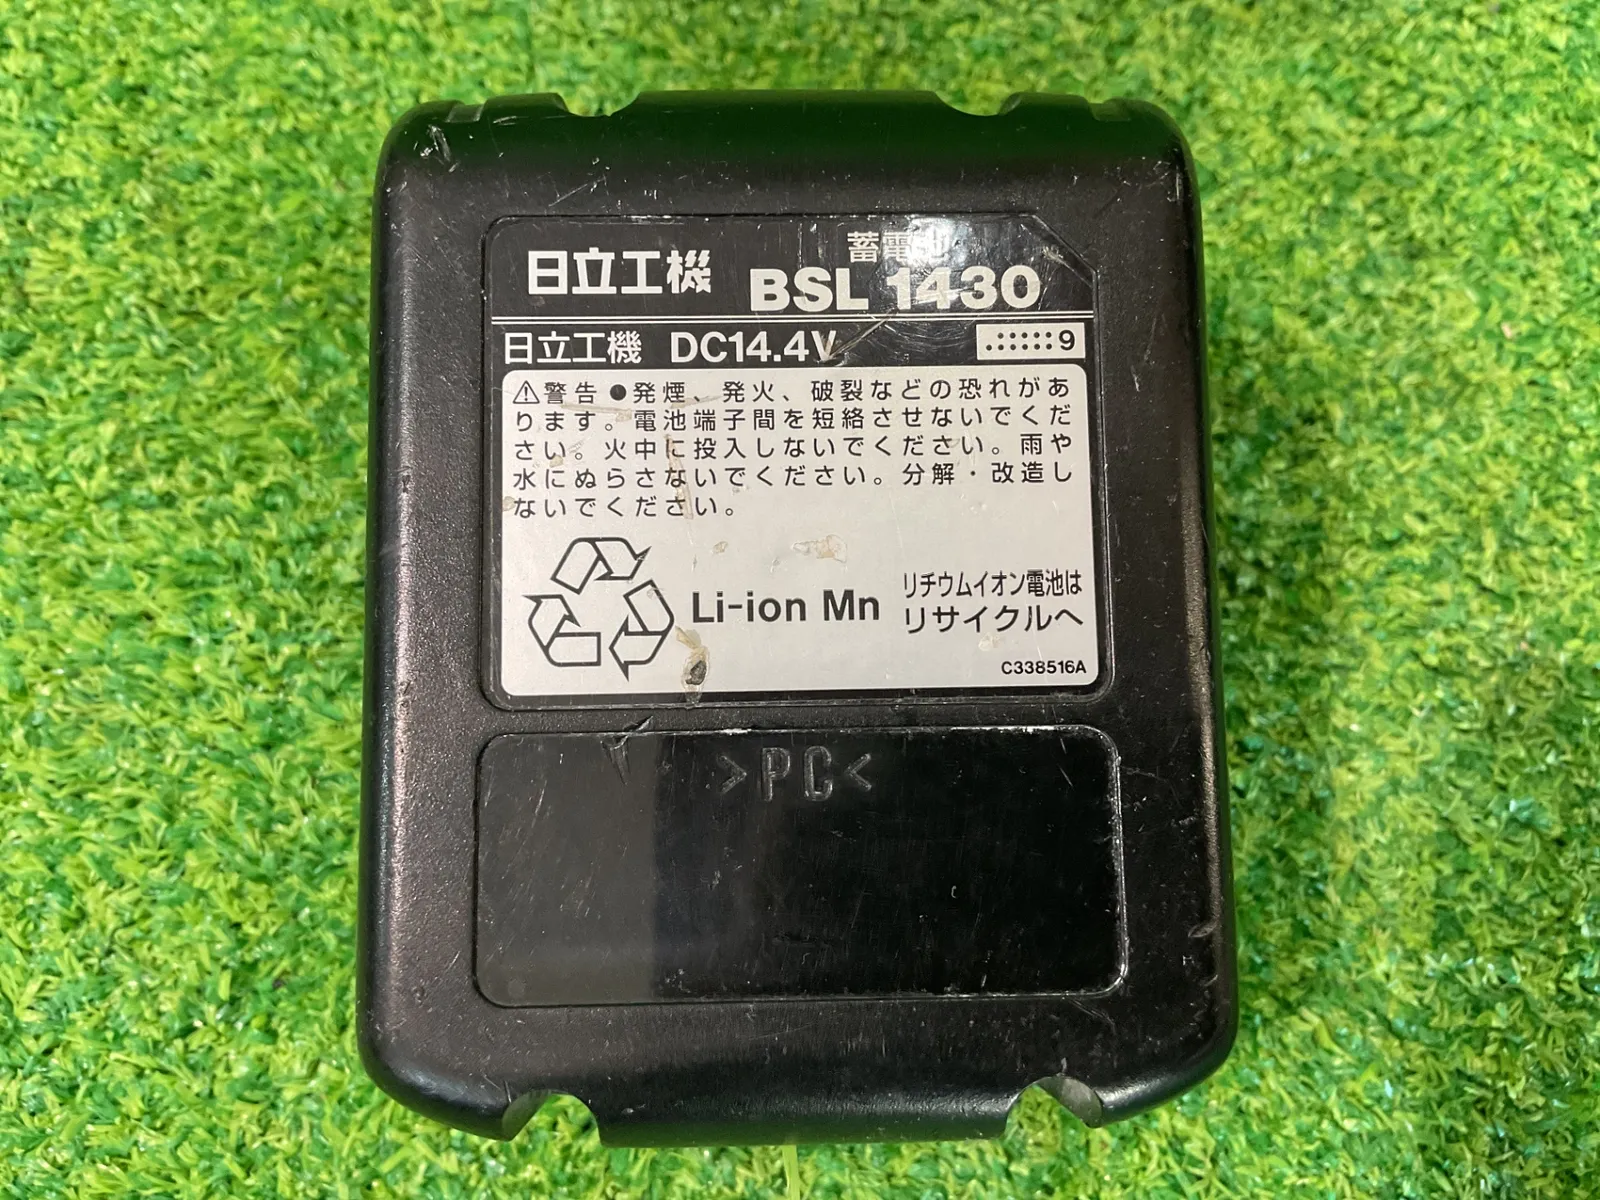 日立工機
蓄電池
BSL 1430
日立工機 DC14.4V
9
⚠警告 ●発煙、発火、破裂などの恐れがあ
ります。電池端子間を短絡させないでくだ
さい。火中に投入しないでください。雨や
水にぬらさないでください。分解・改造し
ないでください。
Li-ion Mn
リチウムイオン電池は
リサイクルへ
C338516A
>PC<